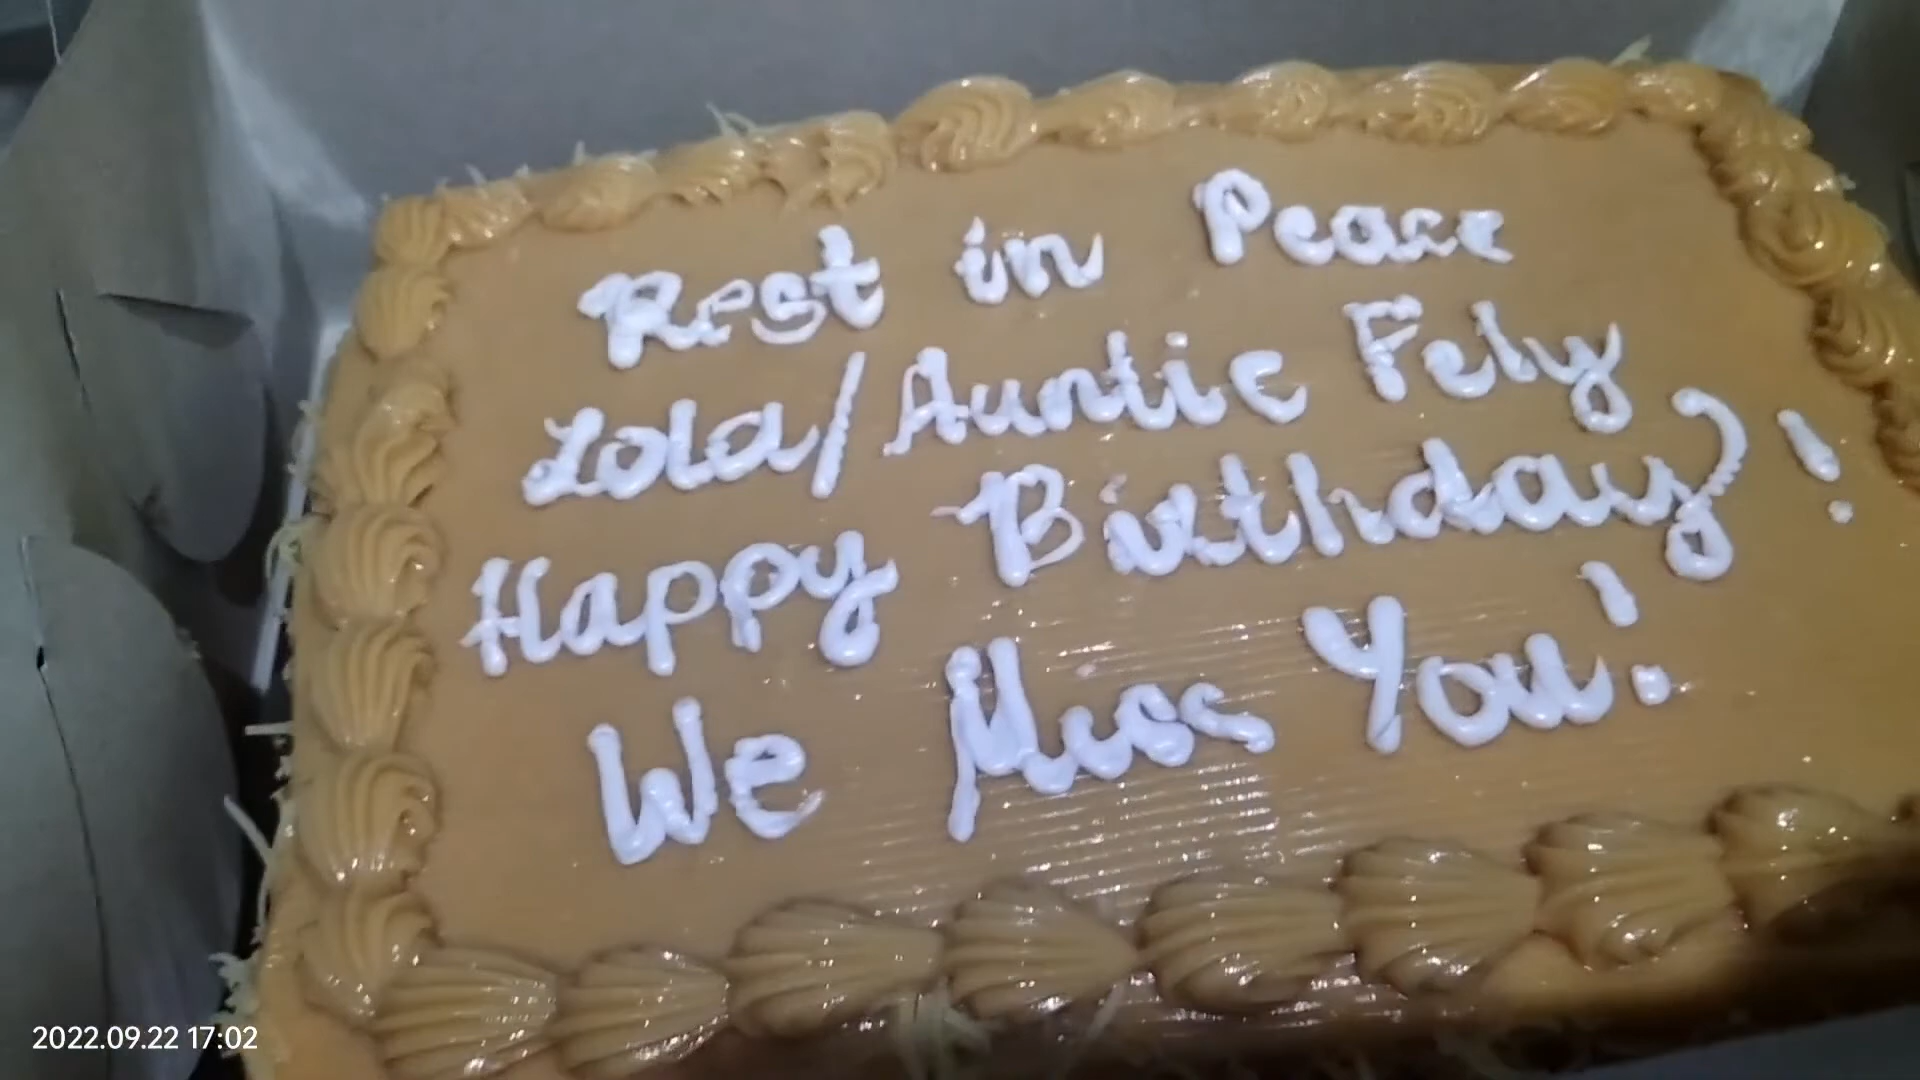 Rest in Peace
Lola/Auntie Fely
Happy Birthday!
We Miss You!
2022.09.22 17:02